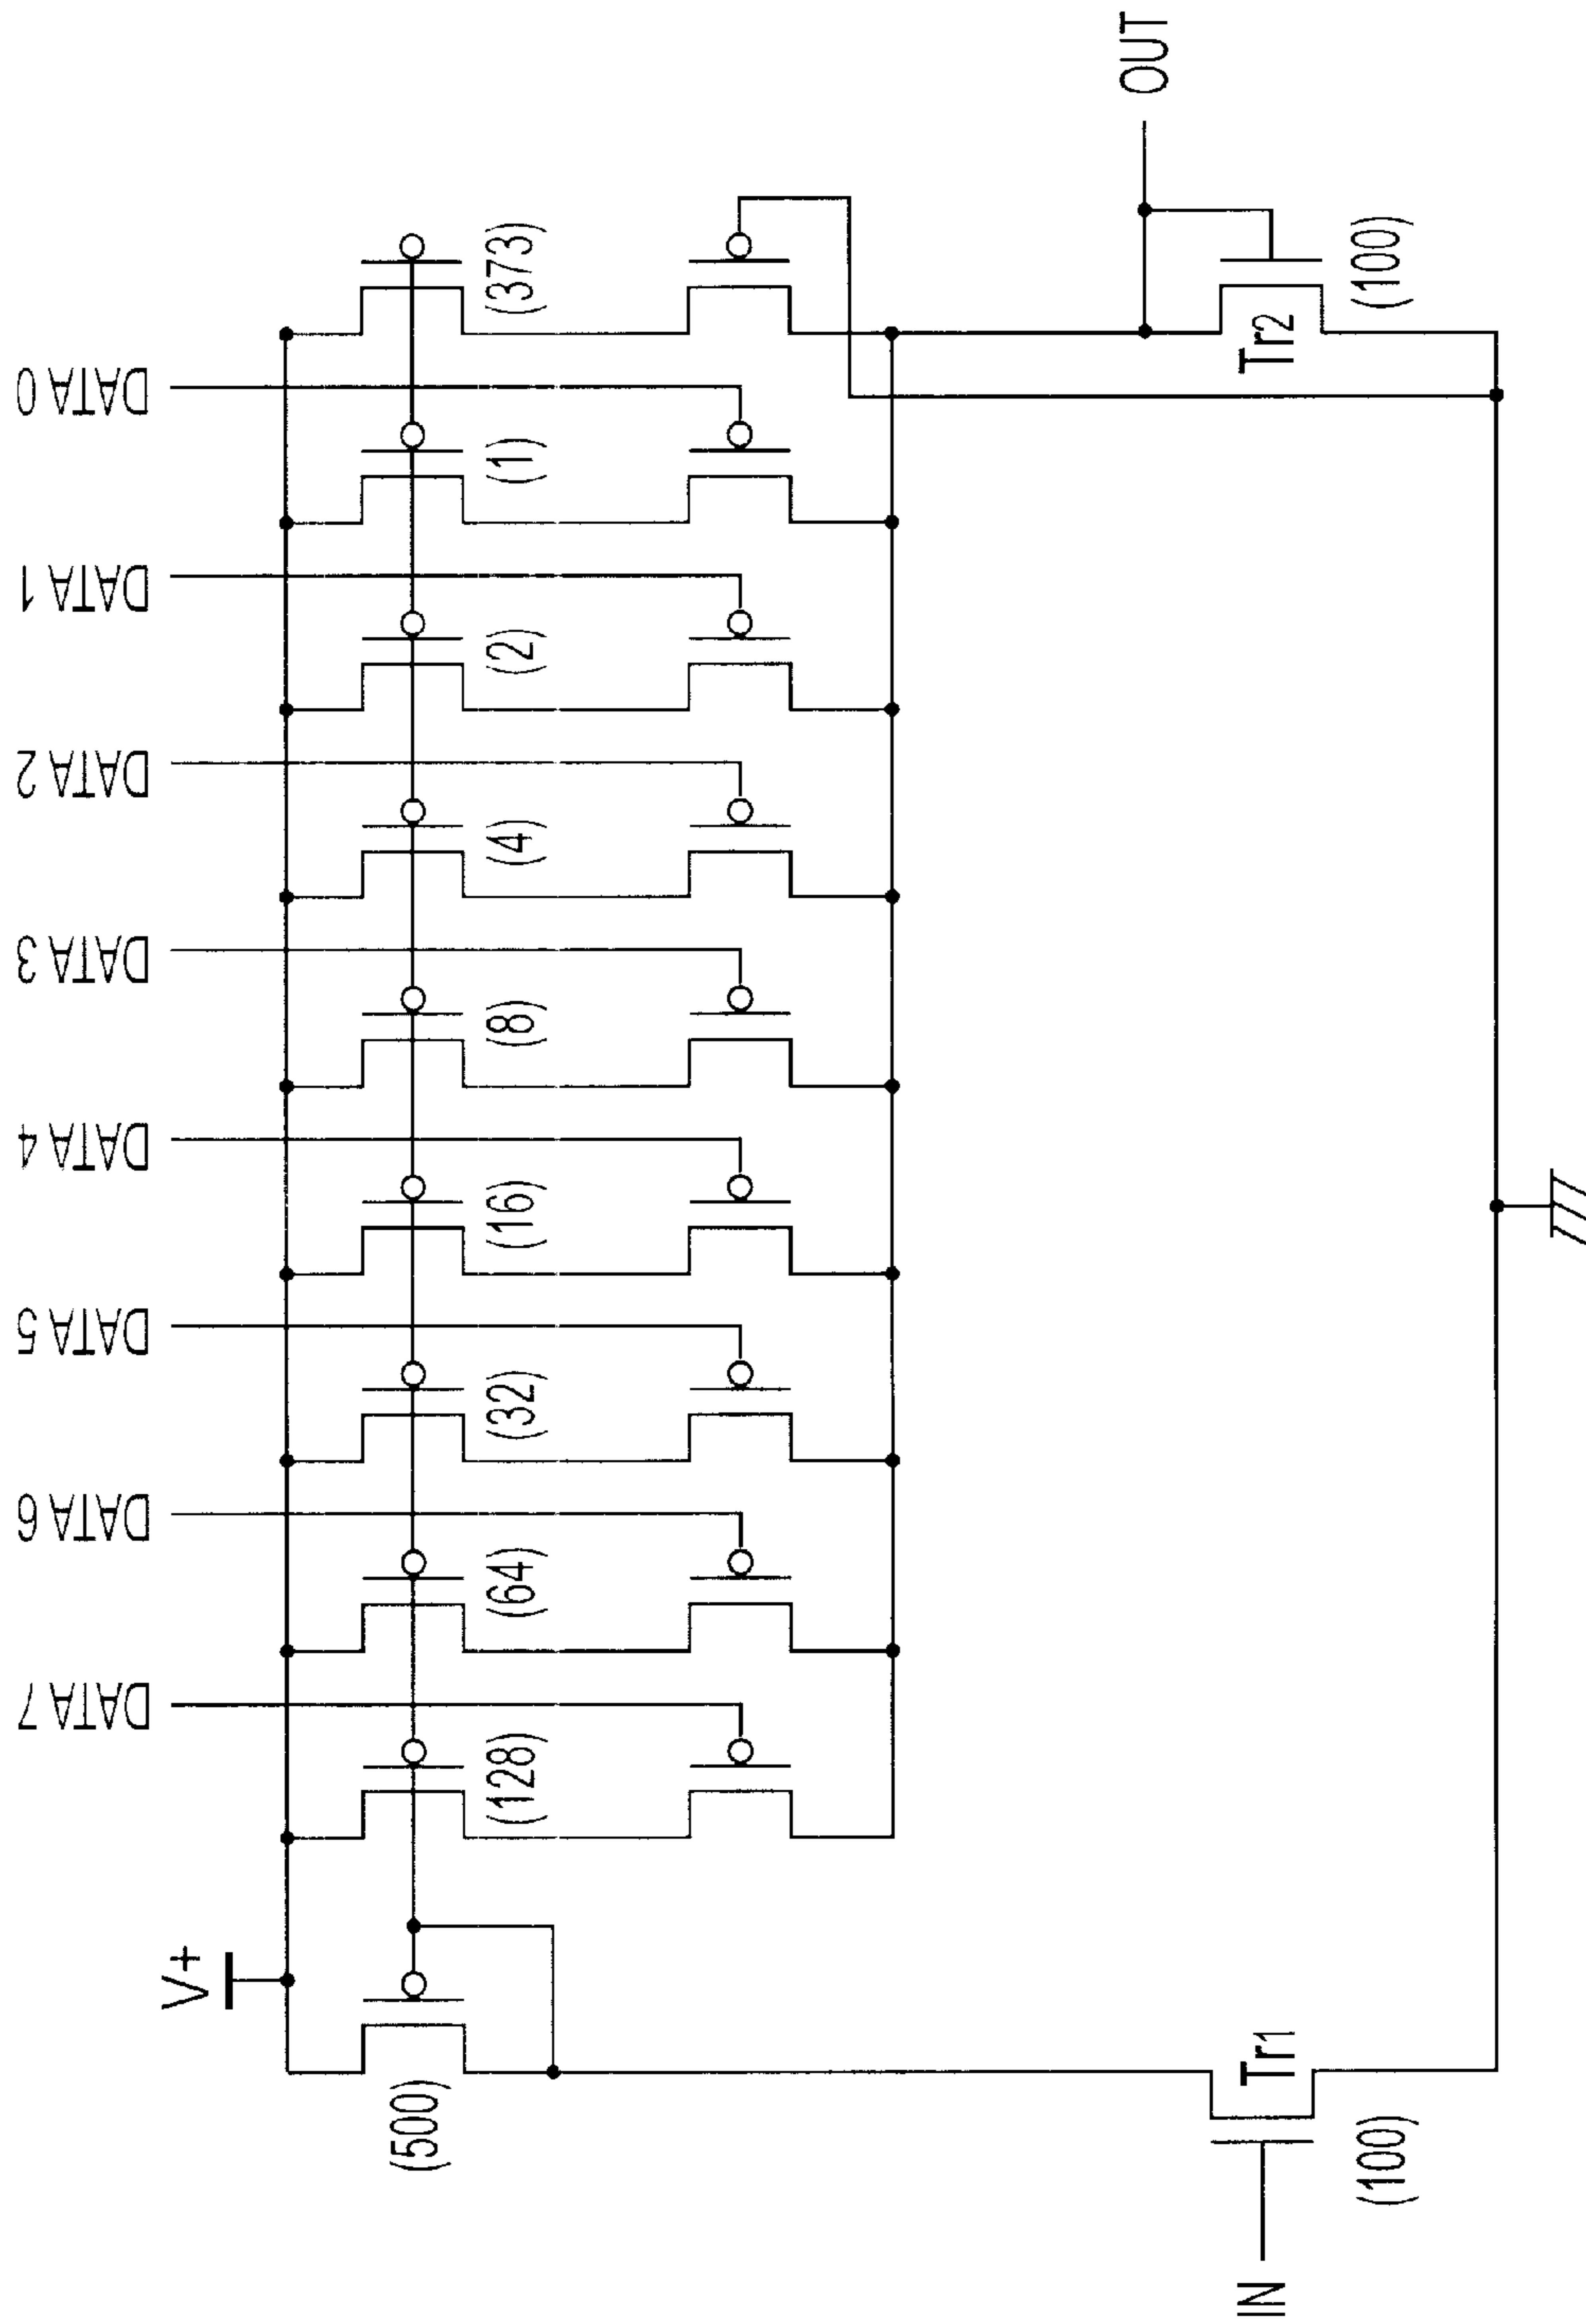 DATA 7
DATA 6
DATA 5
DATA 4
DATA 3
DATA 2
DATA 1
DATA 0
V+
(500)
(128)
(64)
(32)
(16)
(8)
(4)
(2)
(1)
(373)
OUT
IN
Tr1
(100)
Tr2
(100)